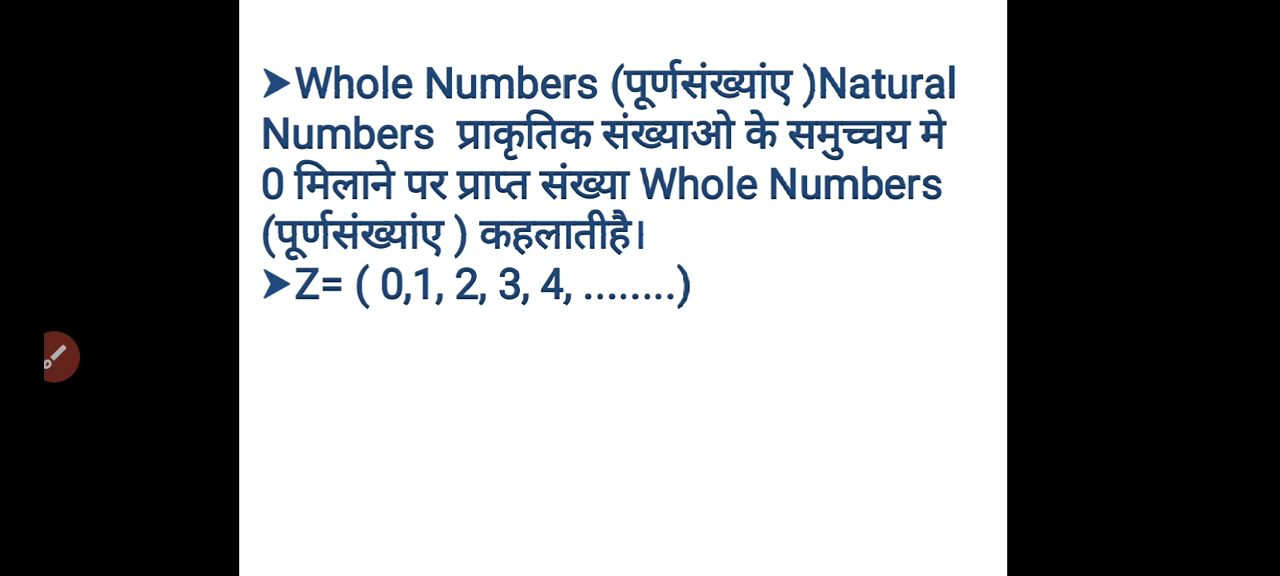 ➤Whole Numbers (पूर्णसंख्यांए )Natural
Numbers  प्राकृतिक संख्याओ के समुच्चय मे
0 मिलाने पर प्राप्त संख्या Whole Numbers
(पूर्णसंख्यांए ) कहलातीहै।
➤Z= ( 0,1, 2, 3, 4, ........)